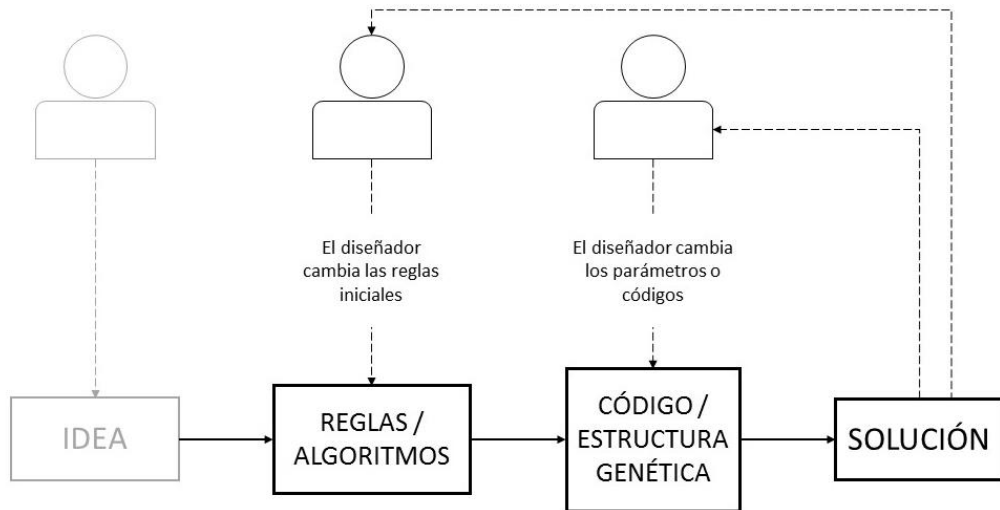 El diseñador
cambia las reglas
iniciales
El diseñador cambia
los parámetros o
códigos
IDEA
REGLAS /
ALGORITMOS
CÓDIGO /
ESTRUCTURA
GENÉTICA
SOLUCIÓN